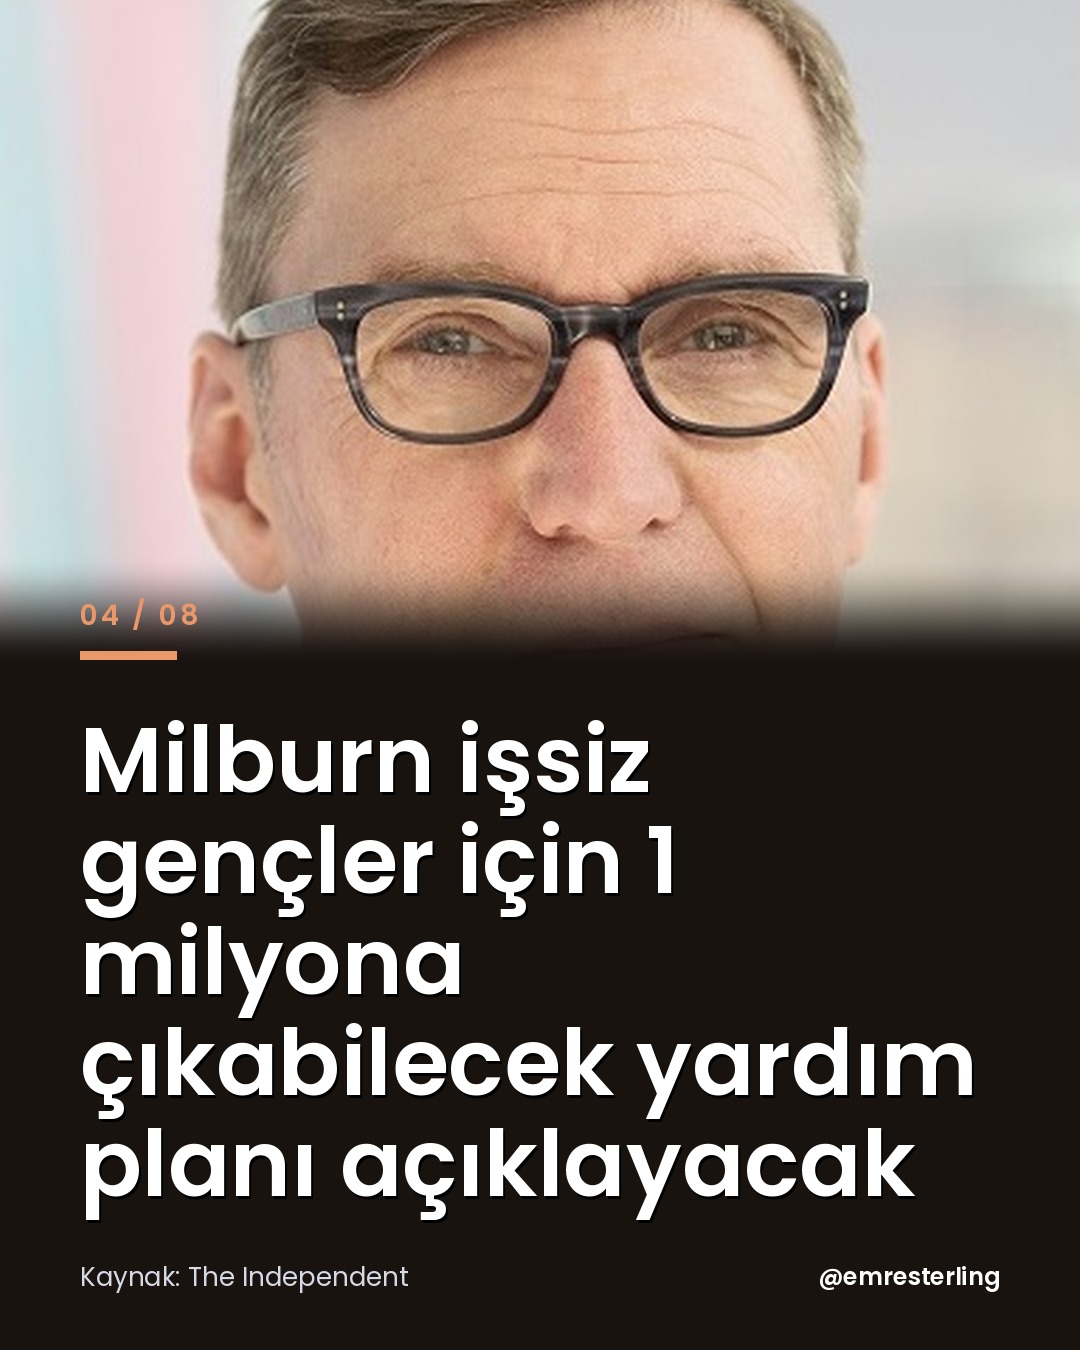 04 / 08
Milburn işsiz
gençler için 1
milyona
çıkabilecek yardım
planı açıklayacak
Kaynak: The Independent
@emresterling